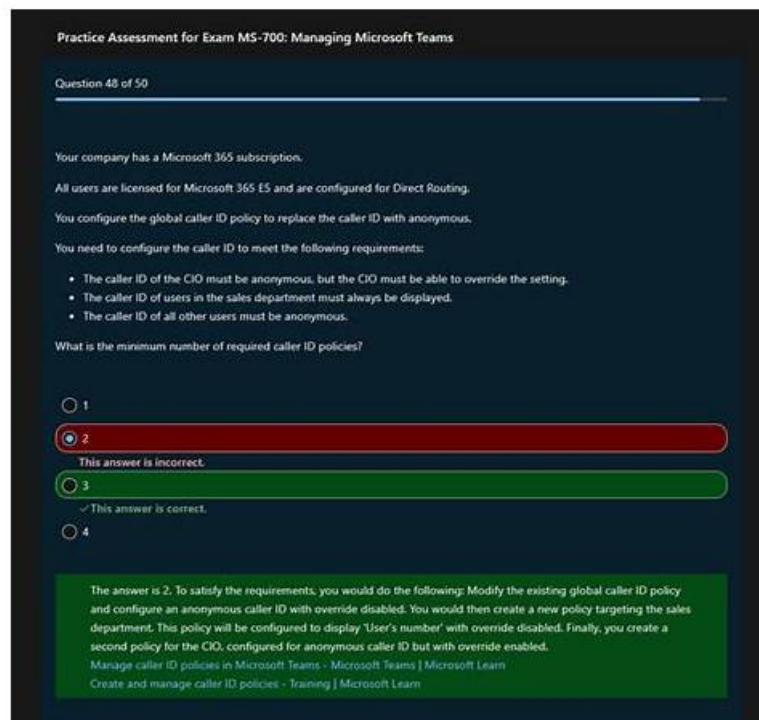 Practice Assessment for Exam MS-700: Managing Microsoft Teams
Question 48 of 50
Your company has a Microsoft 365 subscription.
All users are licensed for Microsoft 365 E5 and are configured for Direct Routing.
You configure the global caller ID policy to replace the caller ID with anonymous.
You need to configure the caller ID to meet the following requirements:
• The caller ID of the CIO must be anonymous, but the CIO must be able to override the setting.
• The caller ID of users in the sales department must always be displayed.
• The caller ID of all other users must be anonymous.
What is the minimum number of required caller ID policies?
1
2
This answer is incorrect.
3
✓This answer is correct.
4
The answer is 2. To satisfy the requirements, you would do the following: Modify the existing global caller ID policy
and configure an anonymous caller ID with override disabled. You would then create a new policy targeting the sales
department. This policy will be configured to display 'User's number' with override disabled. Finally, you create a
second policy for the CIO, configured for anonymous caller ID but with override enabled.
Manage caller ID policies in Microsoft Teams - Microsoft Teams | Microsoft Learn
Create and manage caller ID policies - Training | Microsoft Learn